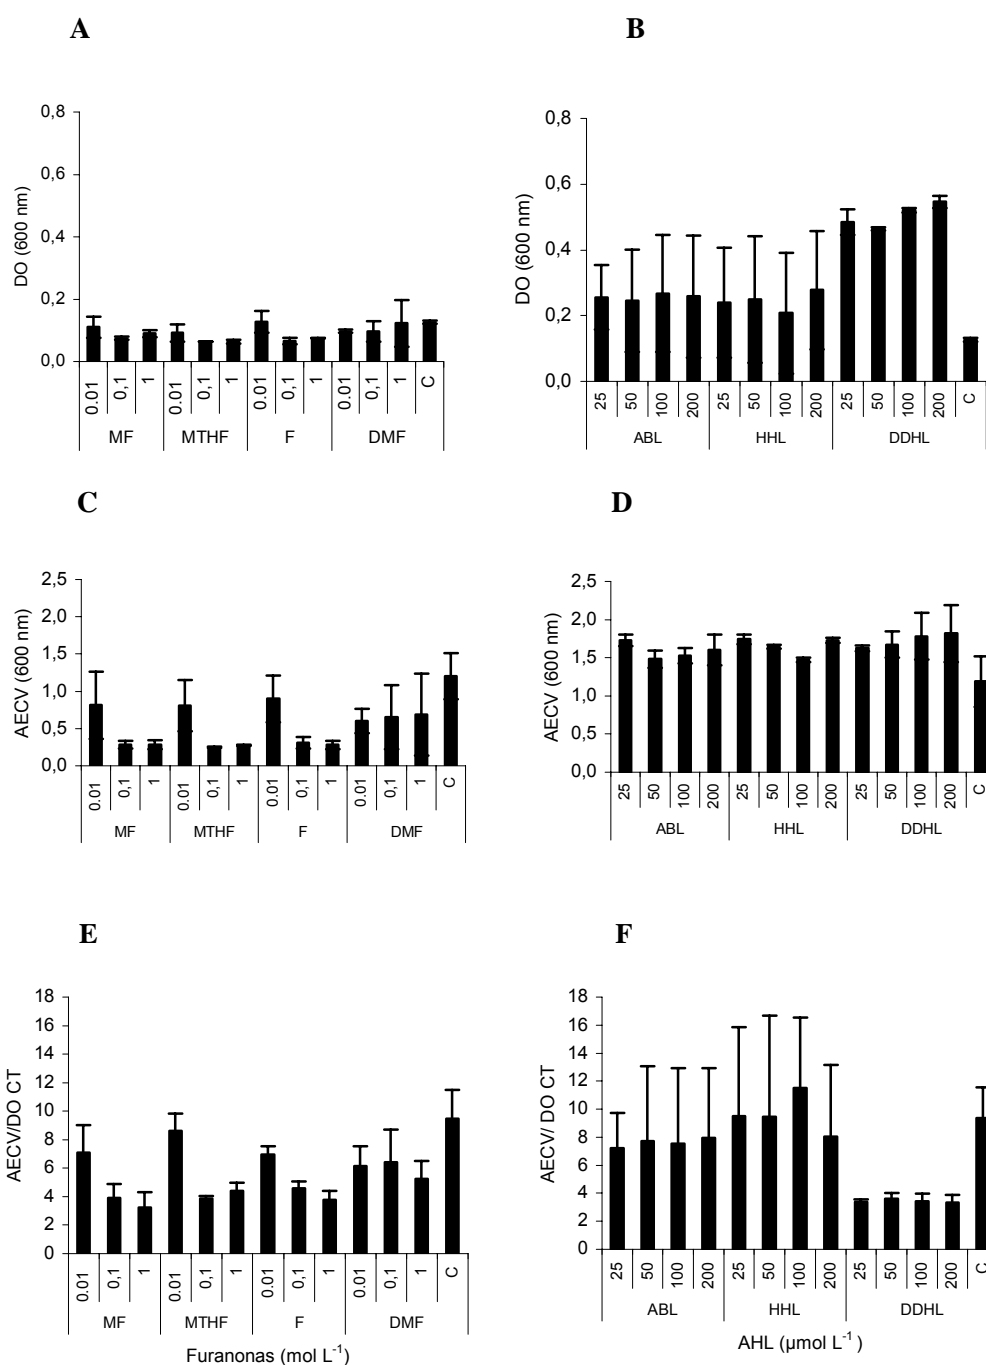 A
DO (600 nm)
0,8
0,6
0,4
0,2
0,0
0.01 0,1 1 0.01 0,1 1 0.01 0,1 1 0.01 0,1 1 C
MF MTHF F DMF
B
DO (600 nm)
0,8
0,6
0,4
0,2
0,0
25 50 100 200 25 50 100 200 25 50 100 200 C
ABL HHL DDHL
C
AECV (600 nm)
2,5
2,0
1,5
1,0
0,5
0,0
0.01 0,1 1 0.01 0,1 1 0.01 0,1 1 0.01 0,1 1 C
MF MTHF F DMF
D
AECV (600 nm)
2,5
2,0
1,5
1,0
0,5
0,0
25 50 100 200 25 50 100 200 25 50 100 200 C
ABL HHL DDHL
E
AECV/DO CT
18
16
14
12
10
8
6
4
2
0
0.01 0,1 1 0.01 0,1 1 0.01 0,1 1 0.01 0,1 1 C
MF MTHF F DMF
Furanonas (mol L⁻¹)
F
AECV/ DO CT
18
16
14
12
10
8
6
4
2
0
25 50 100 200 25 50 100 200 25 50 100 200 C
ABL HHL DDHL
AHL (µmol L⁻¹)